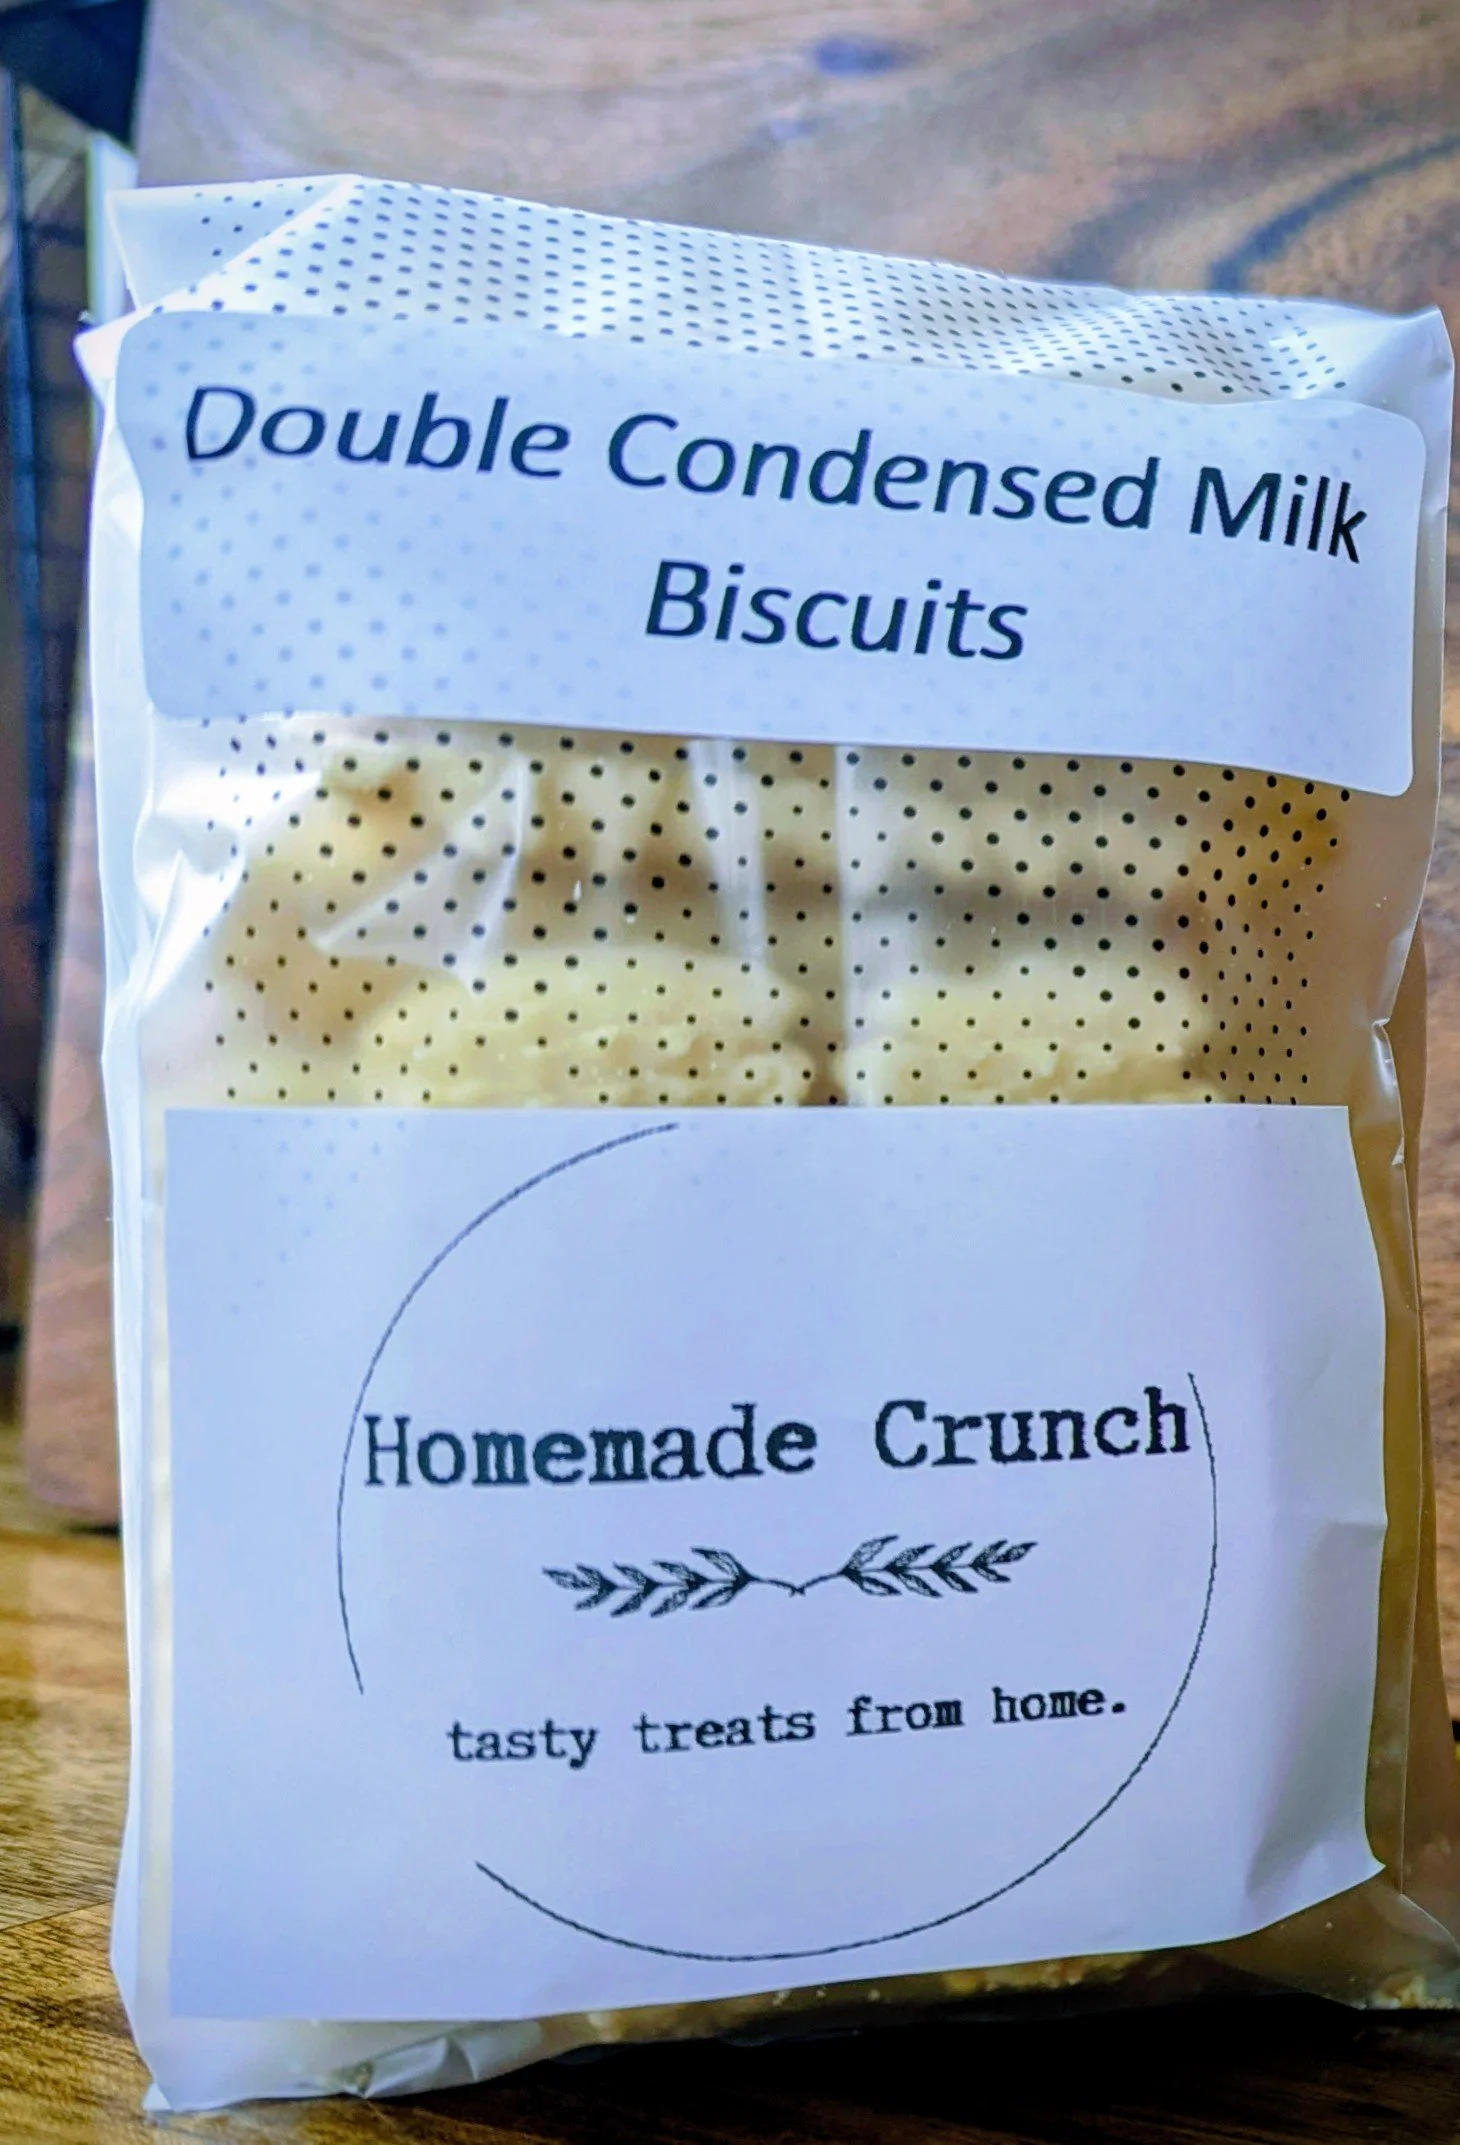 Double Condensed Milk
Biscuits
Homemade Crunch
tasty treats from home.